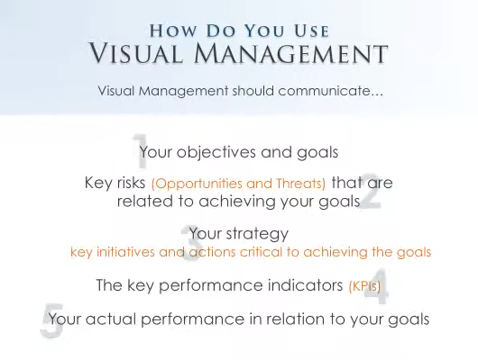 How Do You Use
Visual Management
Visual Management should communicate...
1
Your objectives and goals
Key risks (Opportunities and Threats) that are
related to achieving your goals
2
Your strategy
3
key initiatives and actions critical to achieving the goals
The key performance indicators (KPIs)
4
5
Your actual performance in relation to your goals